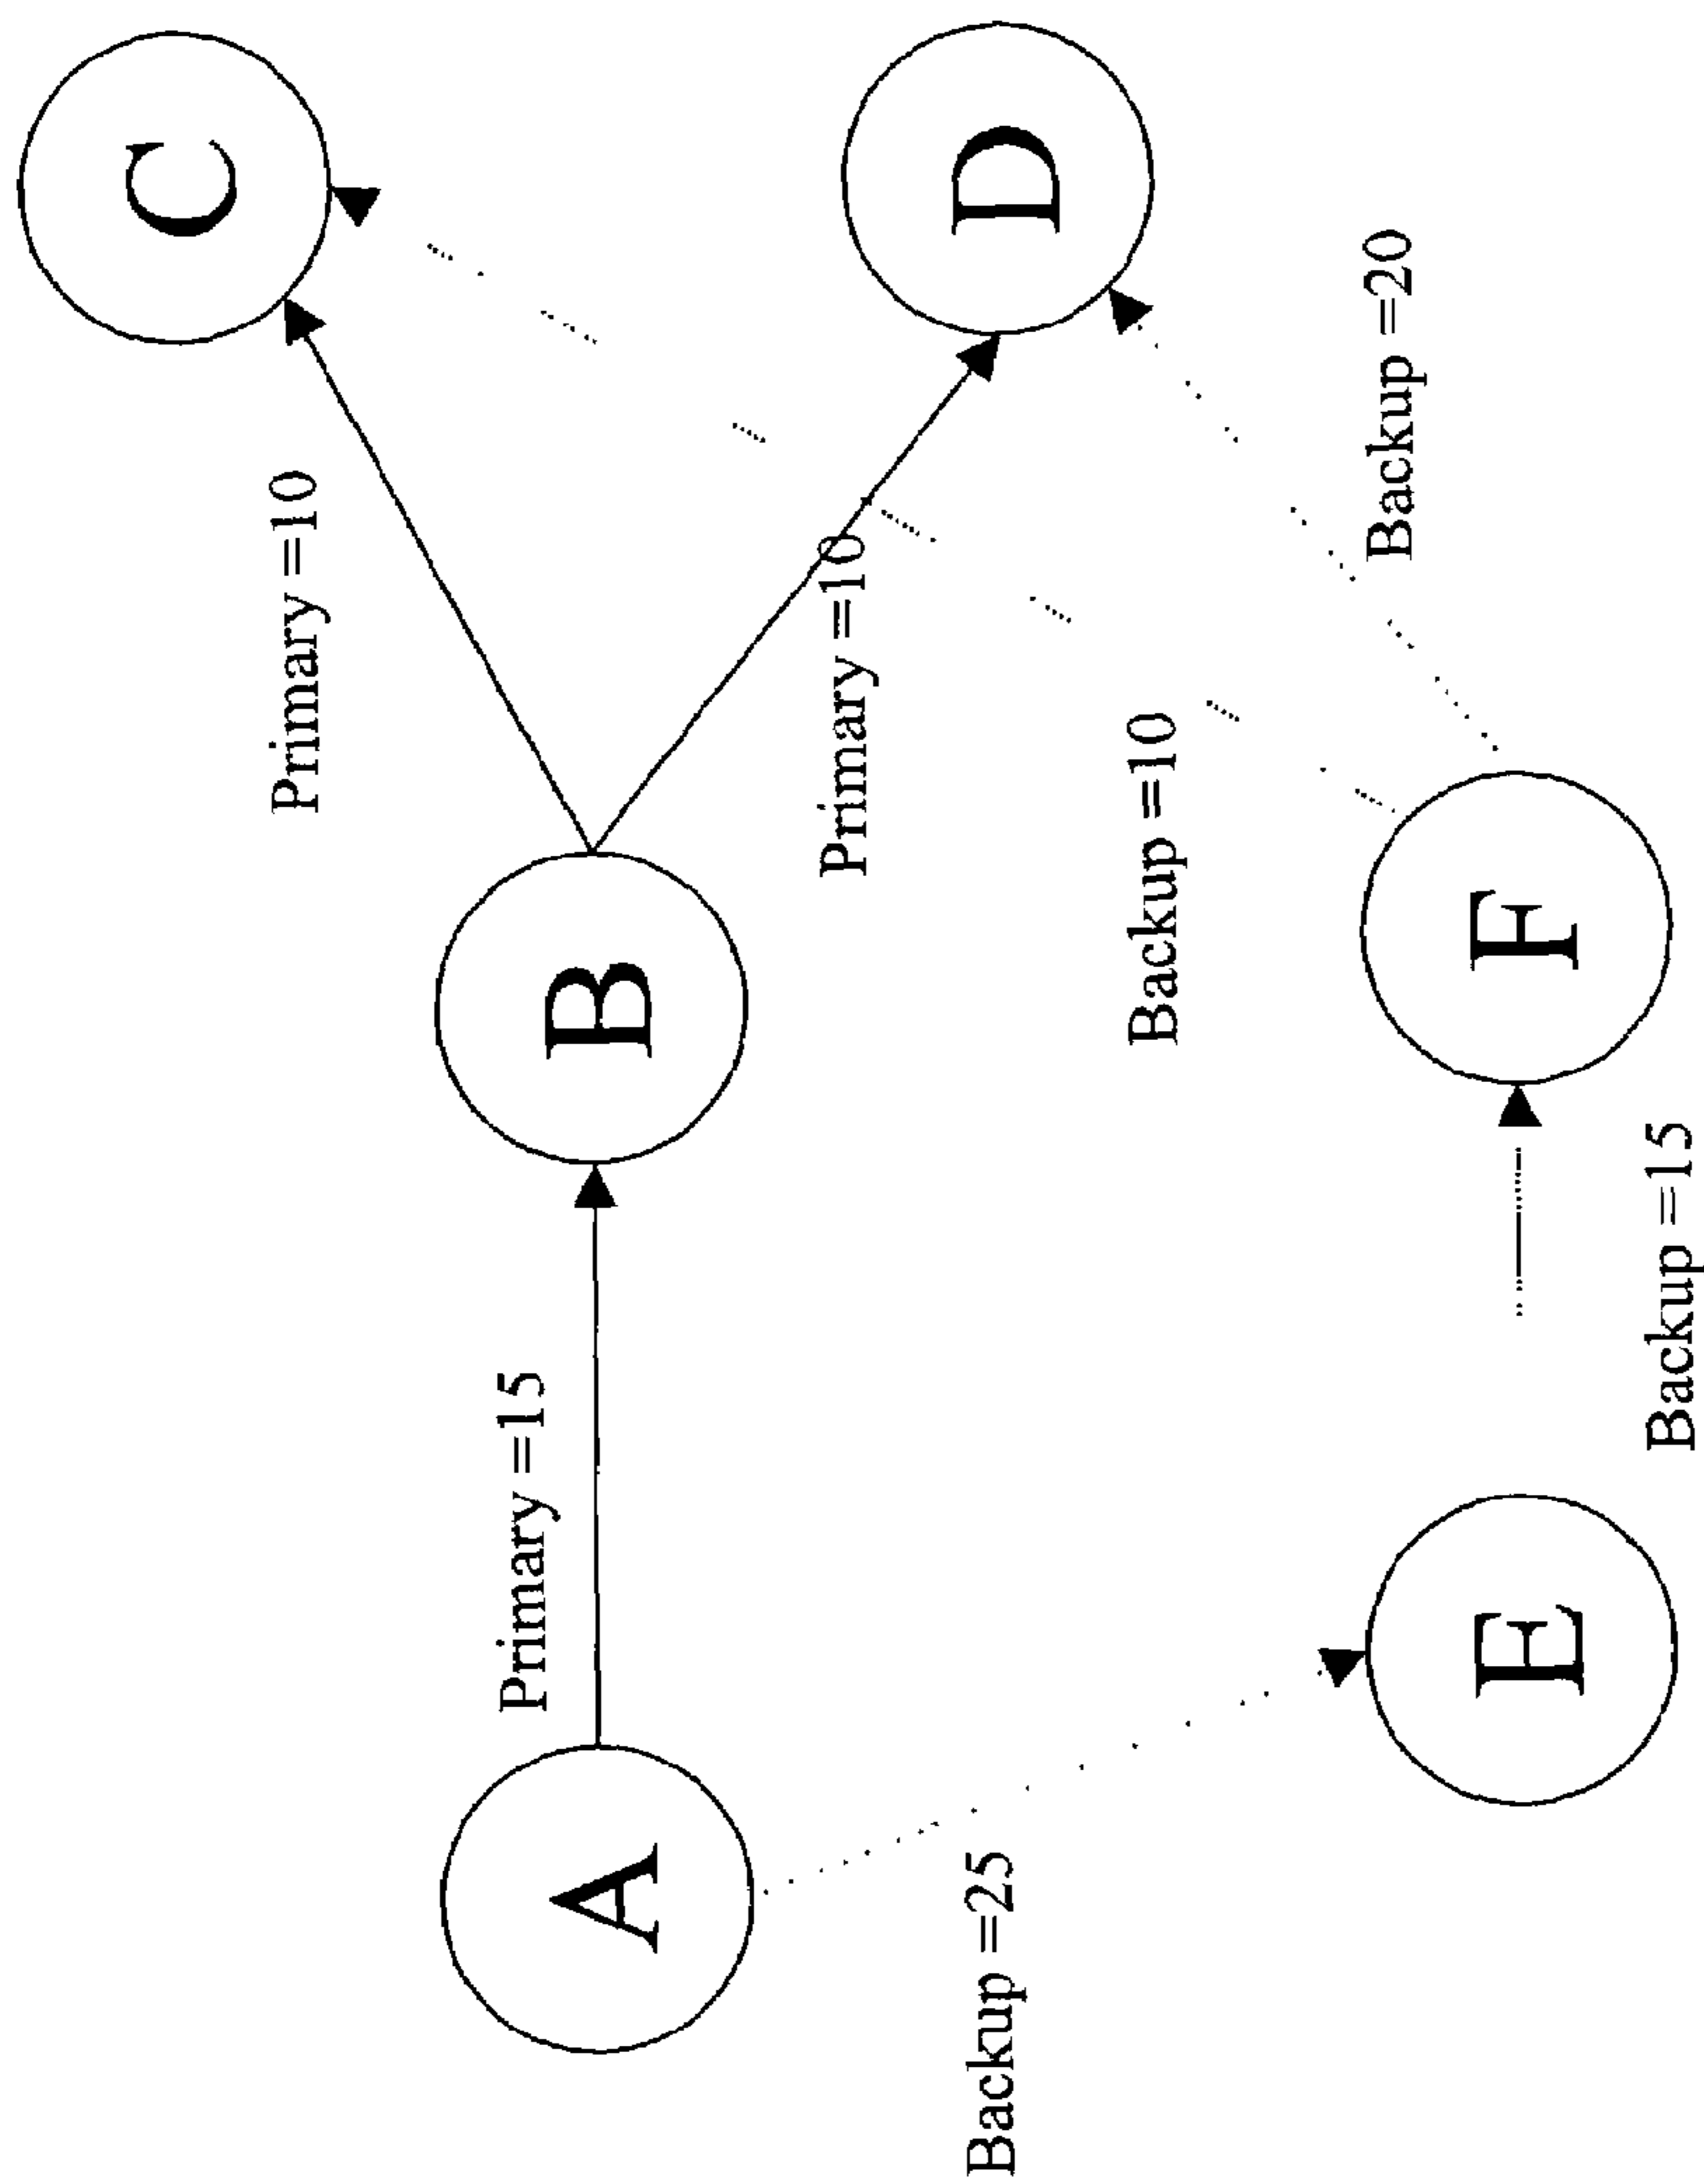 C
D
Primary =10
Primary =10
Backup =20
Backup =10
B
F
Primary =15
Backup =15
A
E
Backup =25